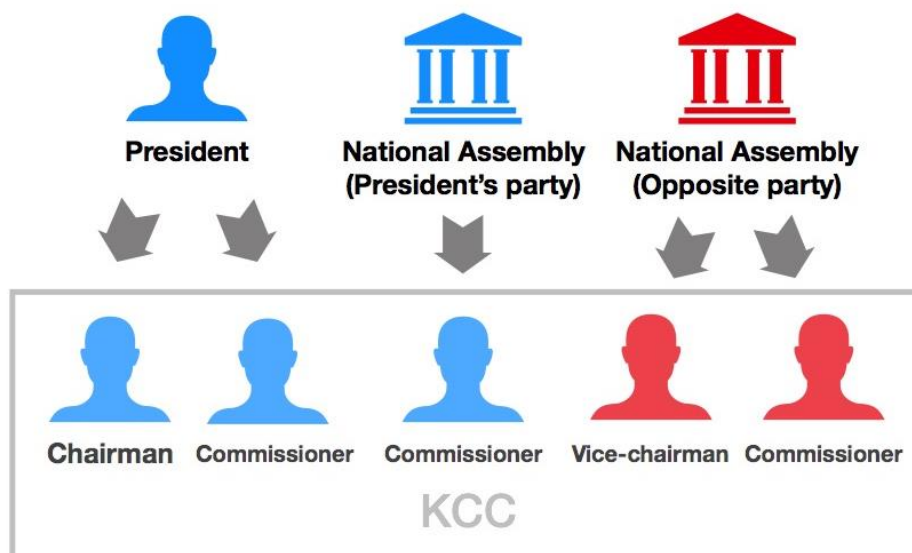 President
National Assembly
(President's party)
National Assembly
(Opposite party)
Chairman
Commissioner
Commissioner
Vice-chairman
Commissioner
KCC